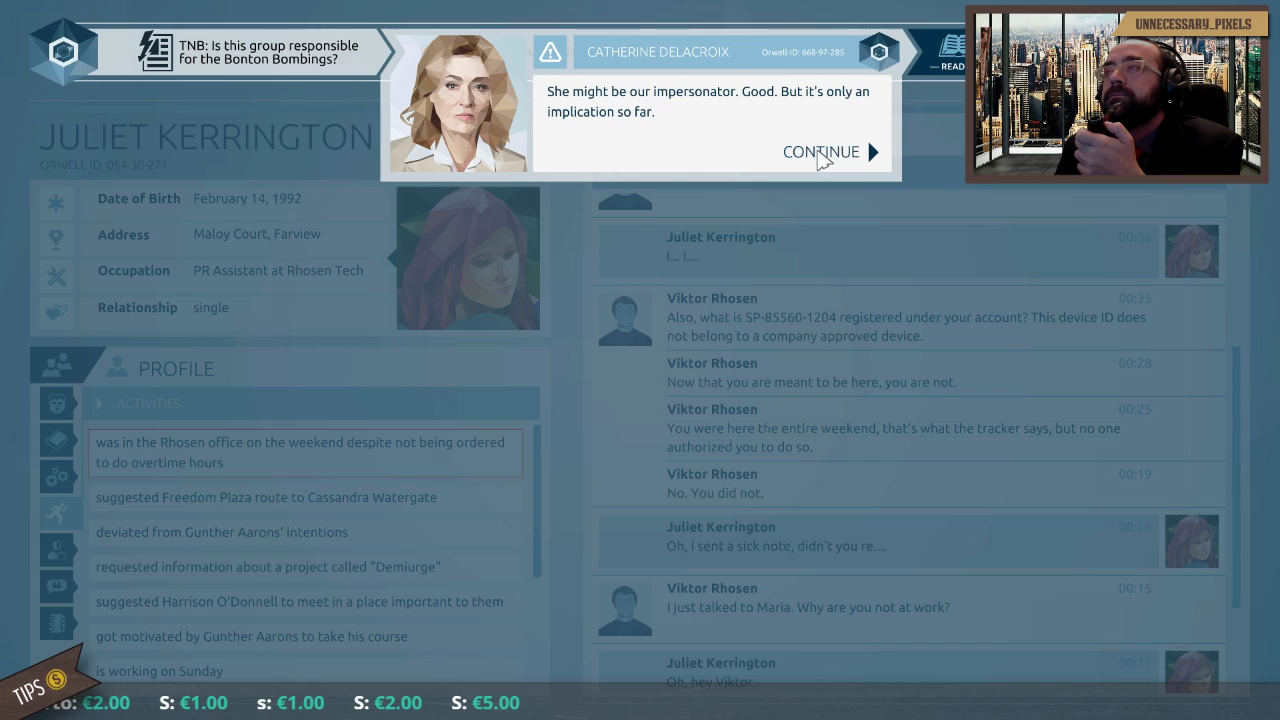 TNB: Is this group responsible
for the Bonton Bombings?
CATHERINE DELACROIX
Orwell-ID: 668-97-285
She might be our impersonator. Good. But it's only an
implication so far.
CONTINUE
— READ
UNNECESSARY_PIXELS
JULIET KERRINGTON
ORWELL-ID: 054-30-271
Date of Birth February 14, 1992
Address Maloy Court, Farview
Occupation PR Assistant at Rhosen Tech
Relationship single
PROFILE
ACTIVITIES
was in the Rhosen office on the weekend despite not being ordered
to do overtime hours
suggested Freedom Plaza route to Cassandra Watergate
deviated from Gunther Aarons' intentions
requested information about a project called "Demiurge"
suggested Harrison O'Donnell to meet in a place important to them
got motivated by Gunther Aarons to take his course
is working on Sunday
Juliet Kerrington 00:36
I... I....
Viktor Rhosen 00:35
Also, what is SP-85560-1204 registered under your account? This device ID does
not belong to a company approved device.
Viktor Rhosen 00:28
Now that you are meant to be here, you are not.
Viktor Rhosen 00:25
You were here the entire weekend, that's what the tracker says, but no one
authorized you to do so.
Viktor Rhosen 00:19
No. You did not.
Juliet Kerrington 00:18
Oh, I sent a sick note, didn't you re....
Viktor Rhosen 00:15
I just talked to Maria. Why are you not at work?
Juliet Kerrington 00:11
Oh, hey Viktor.
TIPS
€2.00 S: €1.00 s: €1.00 S: €2.00 S: €5.00